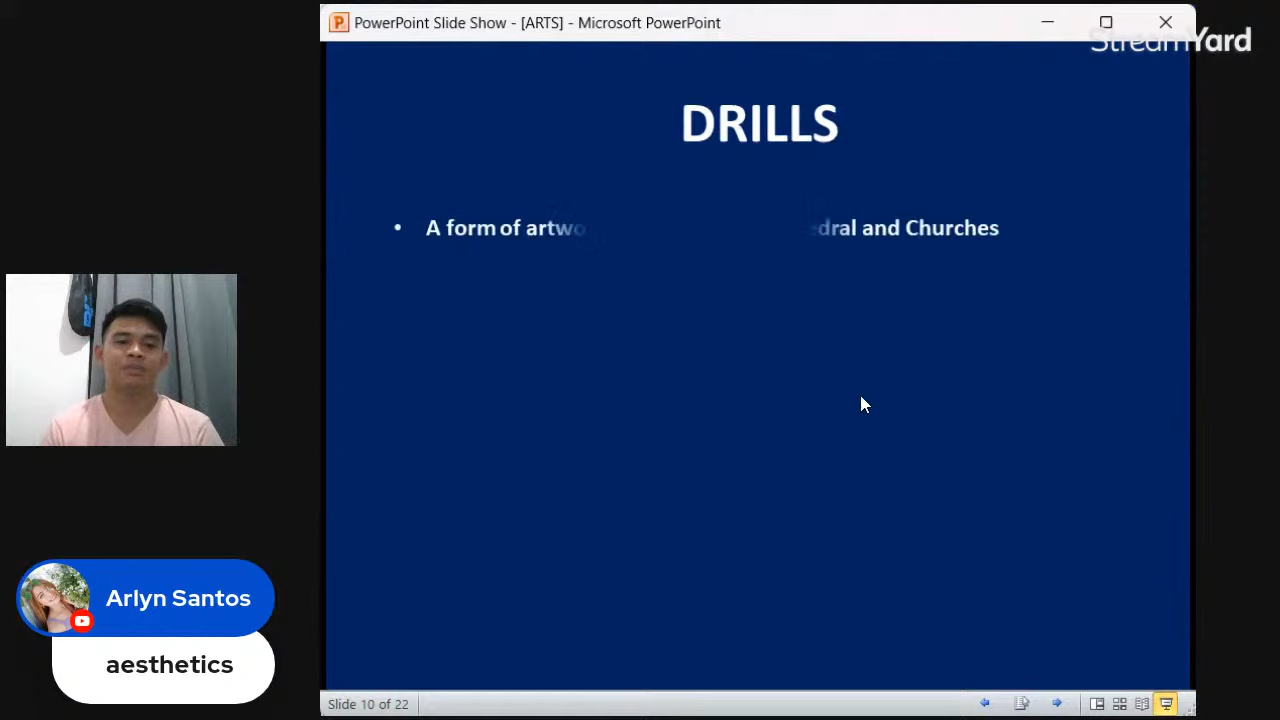 PowerPoint Slide Show - [ARTS] - Microsoft PowerPoint
StreamYard
DRILLS
• A form of artwo dral and Churches
Arlyn Santos
aesthetics
Slide 10 of 22